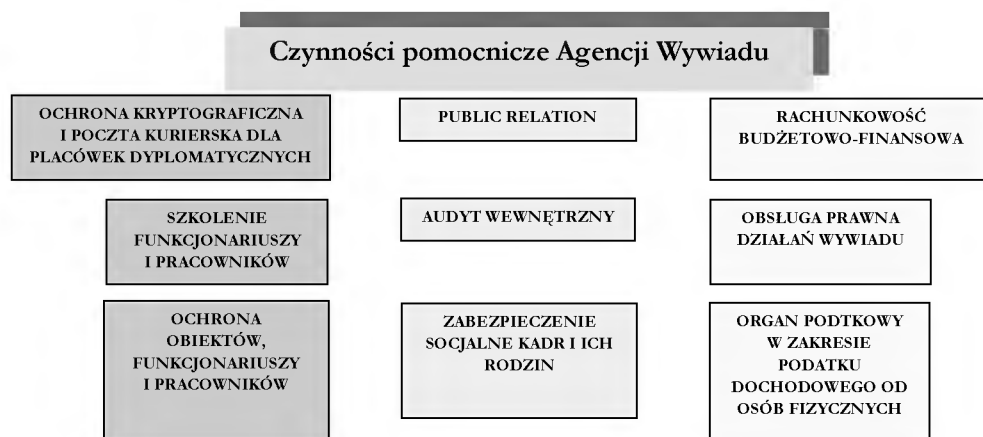 Czynności pomocnicze Agencji Wywiadu
OCHRONA KRYPTOGRAFICZNA
I POCZTA KURIERSKA DLA
PLACÓWEK DYPLOMATYCZNYCH
PUBLIC RELATION
RACHUNKOWOŚĆ
BUDŻETOWO-FINANSOWA
SZKOLENIE
FUNKCJONARIUSZY
I PRACOWNIKÓW
AUDYT WEWNĘTRZNY
OBSŁUGA PRAWNA
DZIAŁAŃ WYWIADU
OCHRONA
OBIEKTÓW,
FUNKCJONARIUSZY
I PRACOWNIKÓW
ZABEZPIECZENIE
SOCJALNE KADR I ICH
RODZIN
ORGAN PODTKOWY
W ZAKRESIE
PODATKU
DOCHODOWEGO OD
OSÓB FIZYCZNYCH